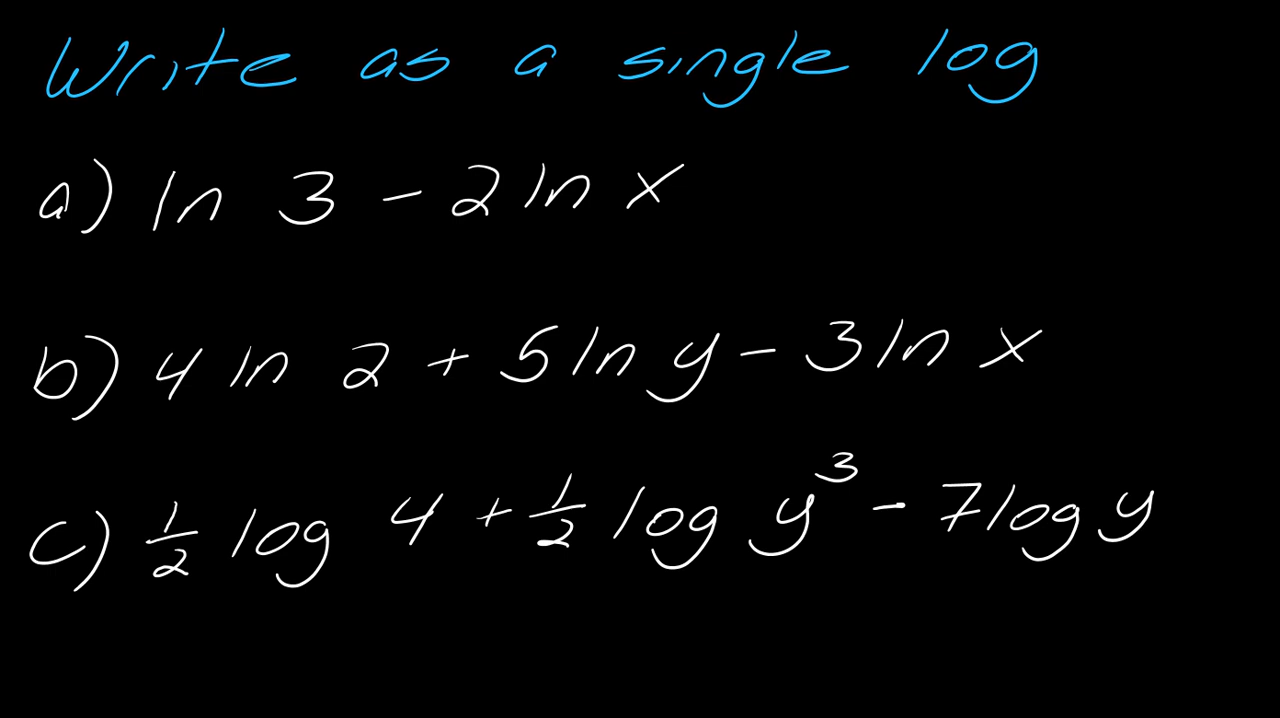 Write as a single log
a) ln 3 - 2 ln x
b) 4 ln 2 + 5 ln y - 3 ln x
c) ½ log 4 + ½ log y³ - 7 log y